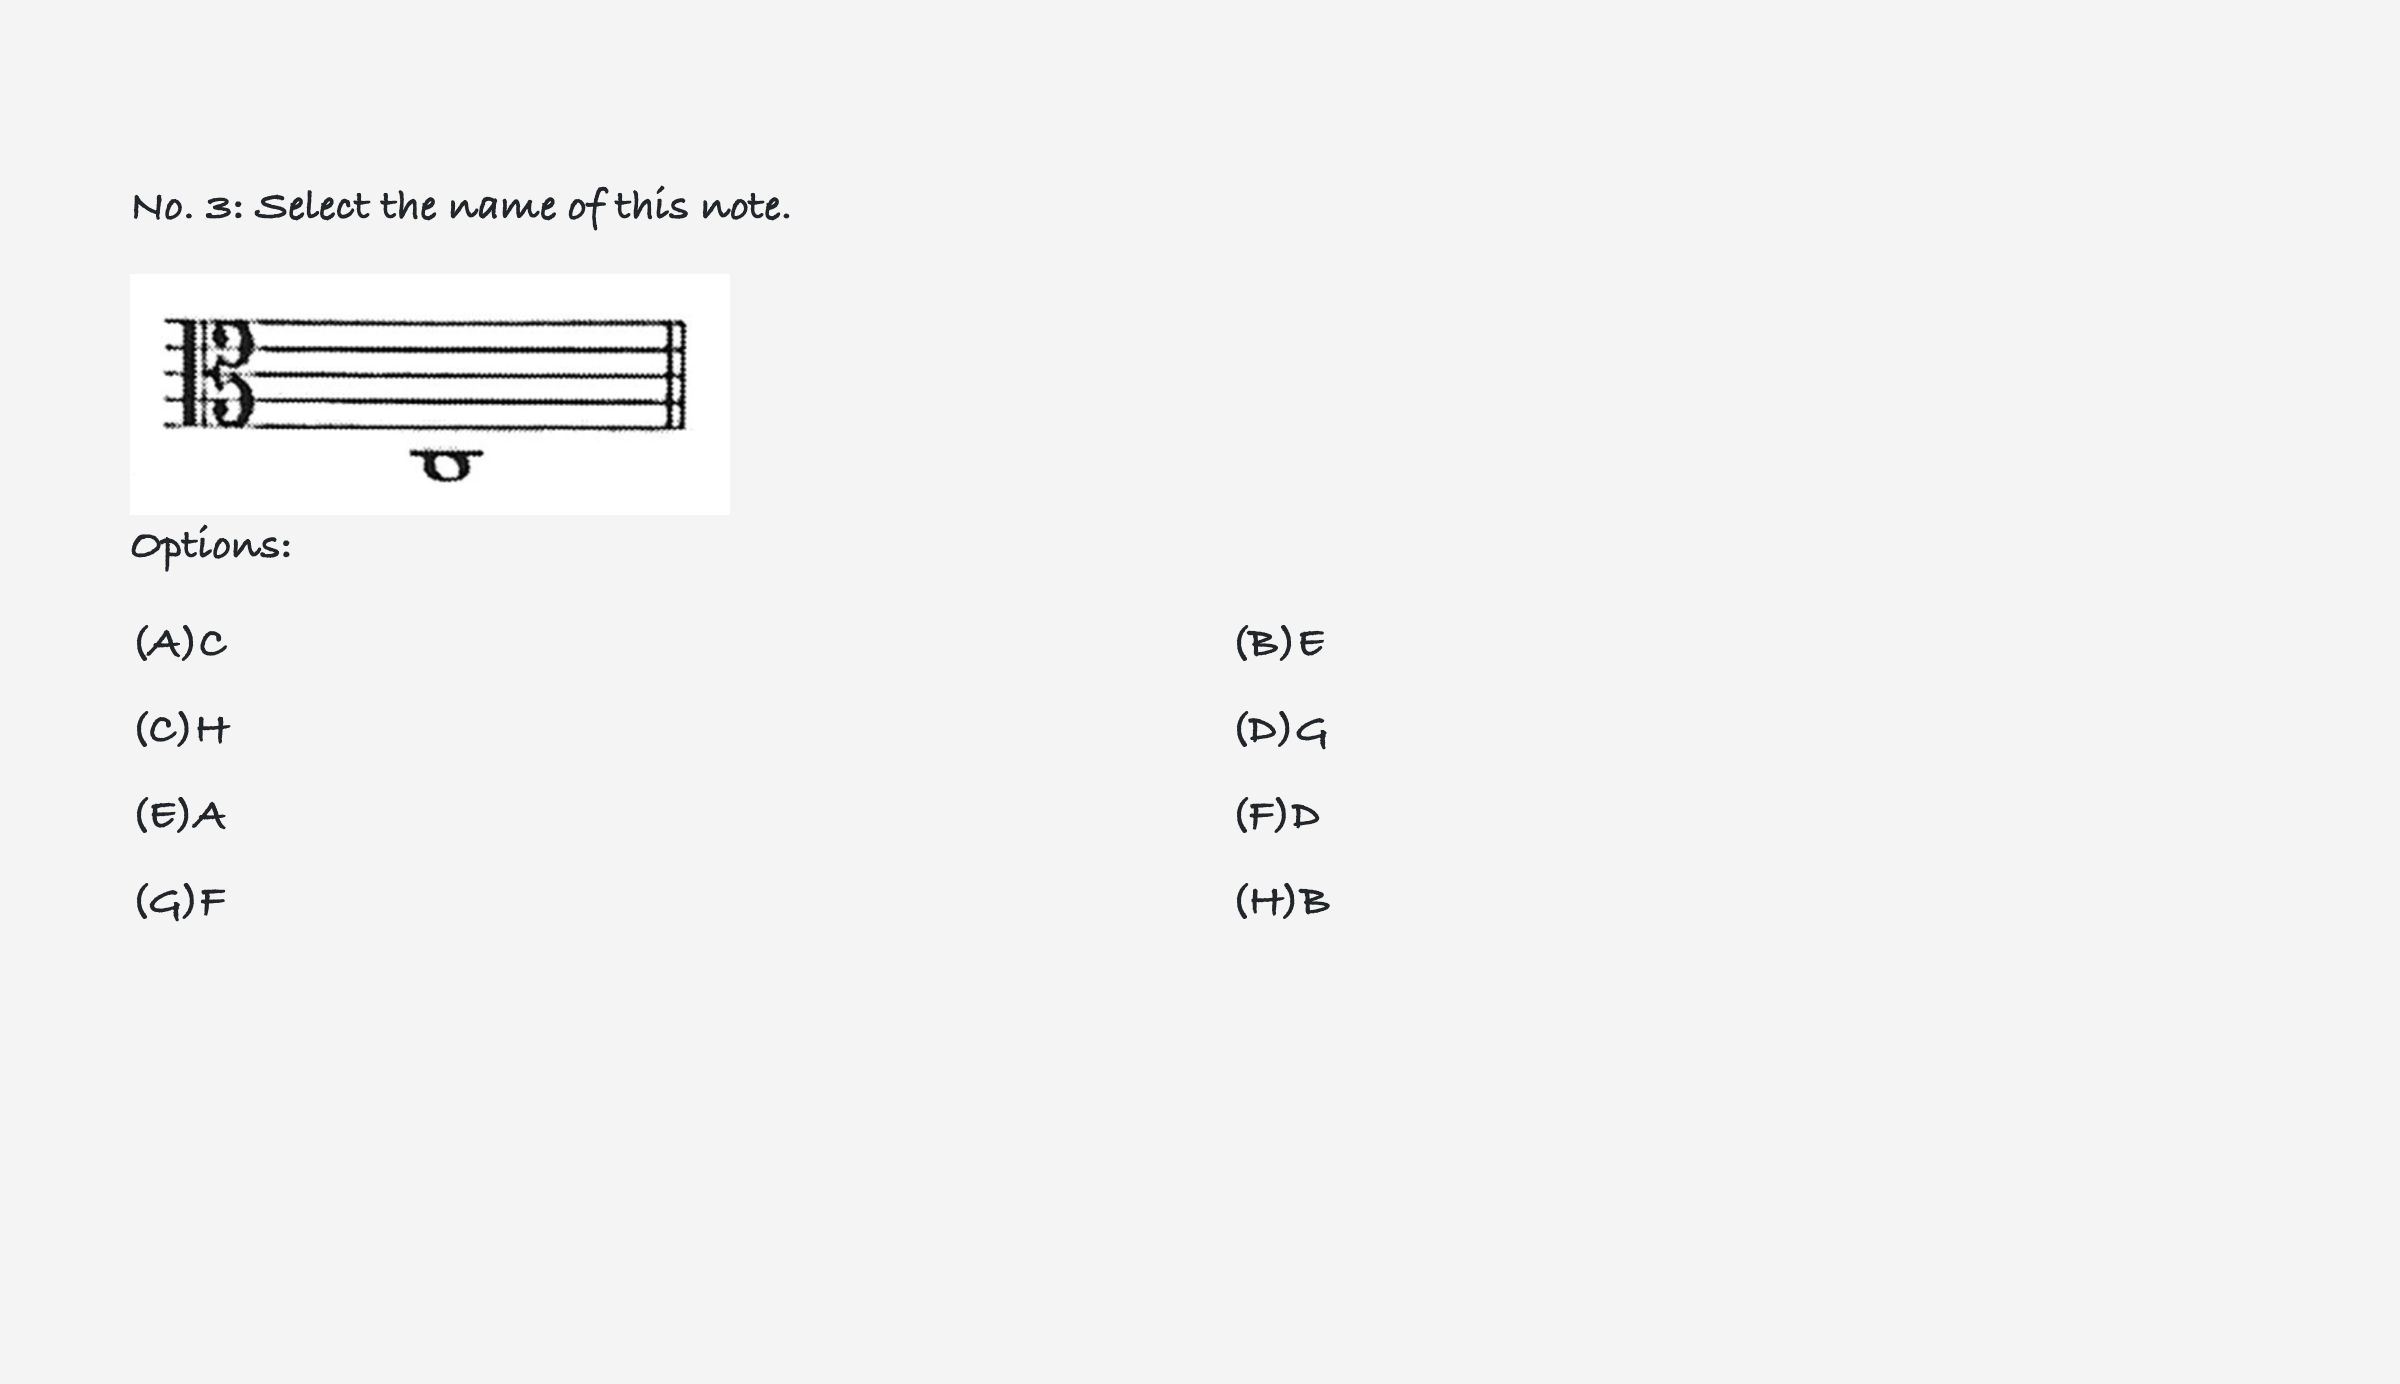 No. 3: Select the name of this note.
Options:
(A) C
(B) E
(C) H
(D) G
(E) A
(F) D
(G) F
(H) B